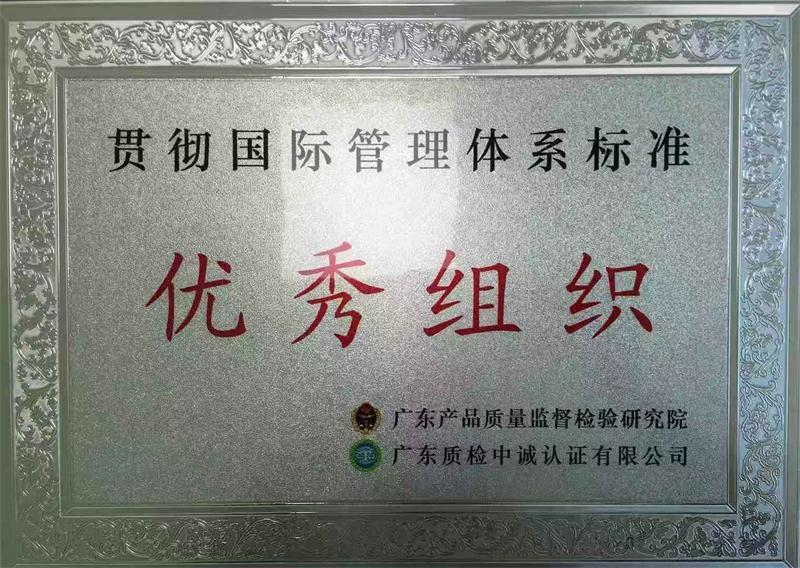 贯彻国际管理体系标准
优秀组织
广东产品质量监督检验研究院
广东质检中诚认证有限公司